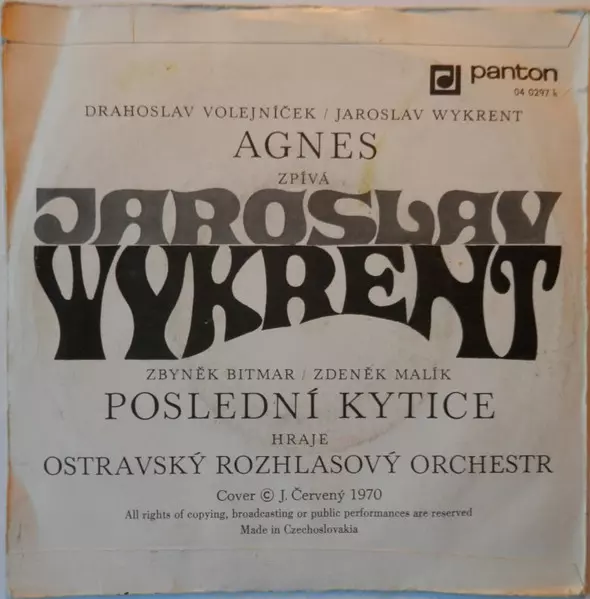 panton
04 0297 k
DRAHOSLAV VOLEJNÍČEK / JAROSLAV WYKRENT
AGNES
ZPÍVÁ
JAROSLAV
WYKRENT
ZBYNĚK BITMAR / ZDENĚK MALÍK
POSLEDNÍ KYTICE
HRAJE
OSTRAVSKÝ ROZHLASOVÝ ORCHESTR
Cover © J. Červený 1970
All rights of copying, broadcasting or public performances are reserved
Made in Czechoslovakia